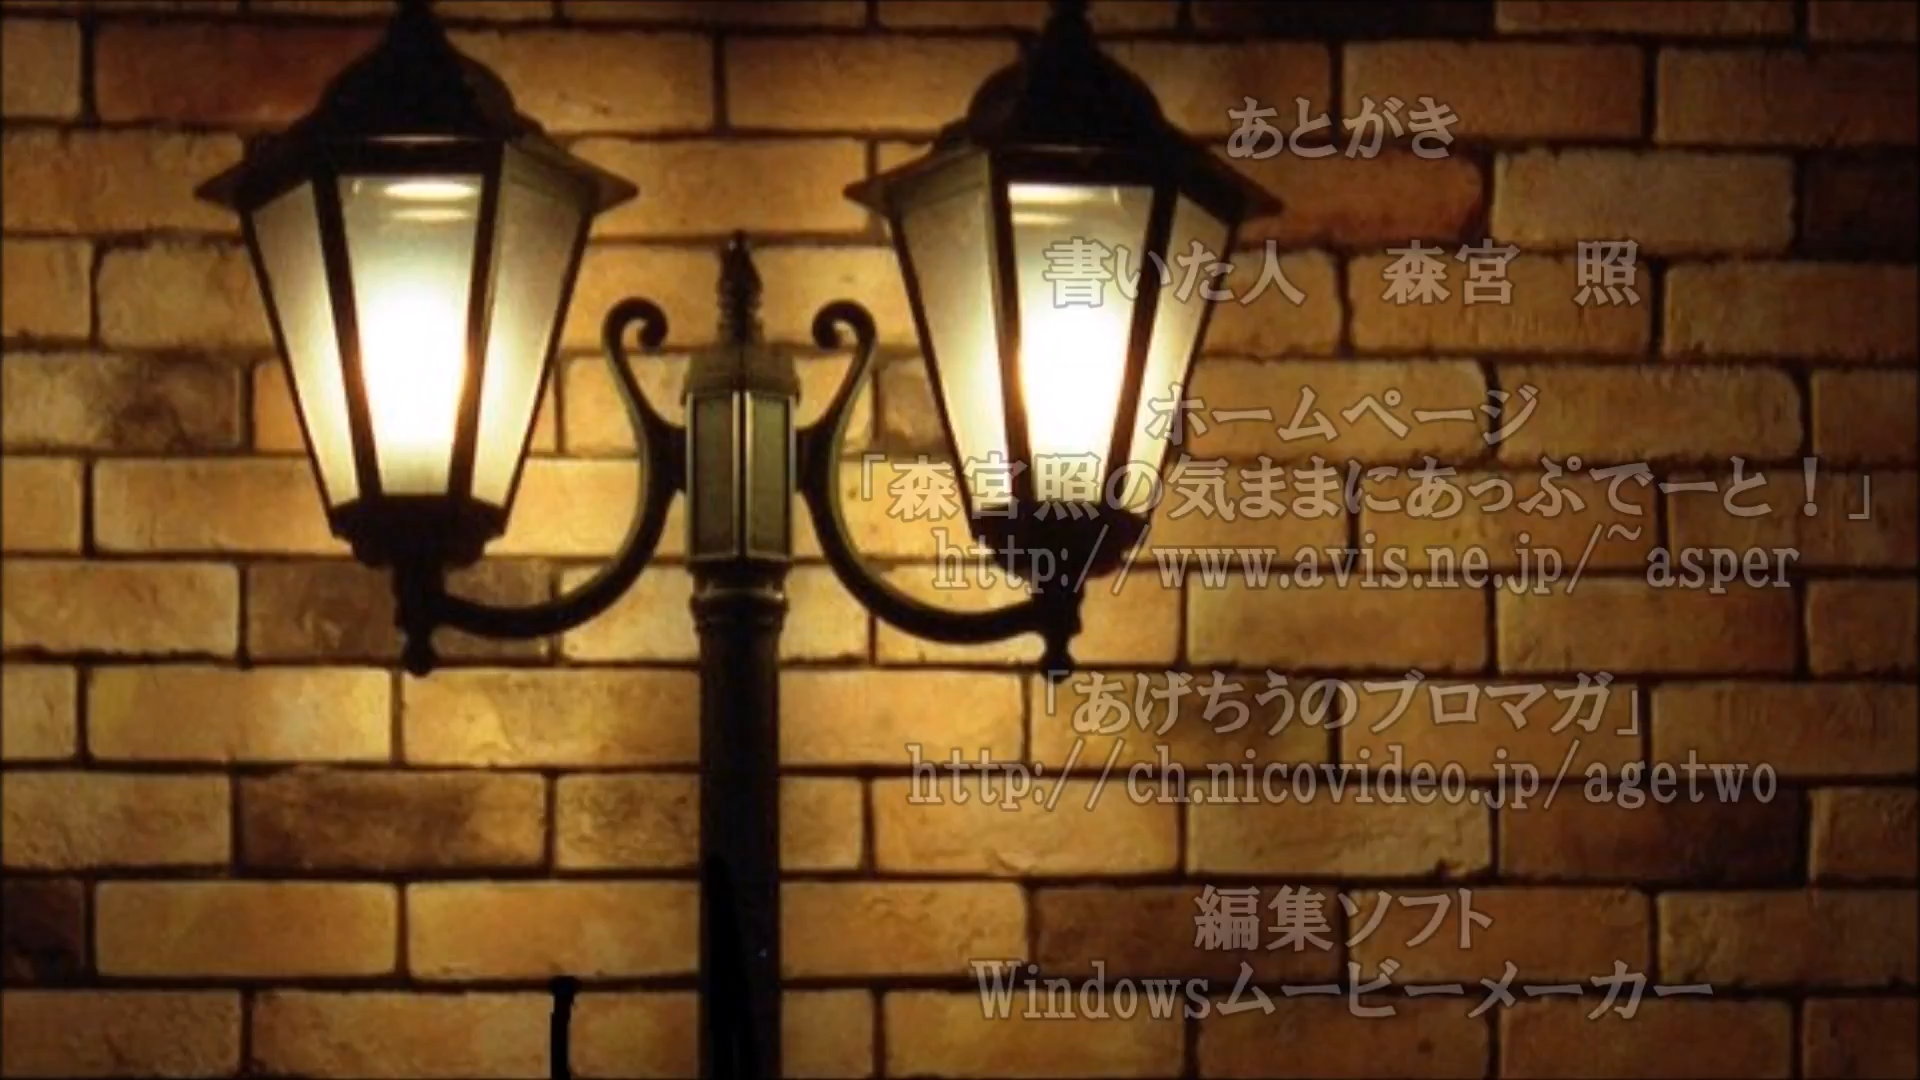 あとがき
書いた人　森宮　照
ホームページ
「森宮照の気ままにあっぷでーと！」
http://www.avis.ne.jp/~asper
「あげちうのブロマガ」
http://ch.nicovideo.jp/agetwo
編集ソフト
Windowsムービーメーカー